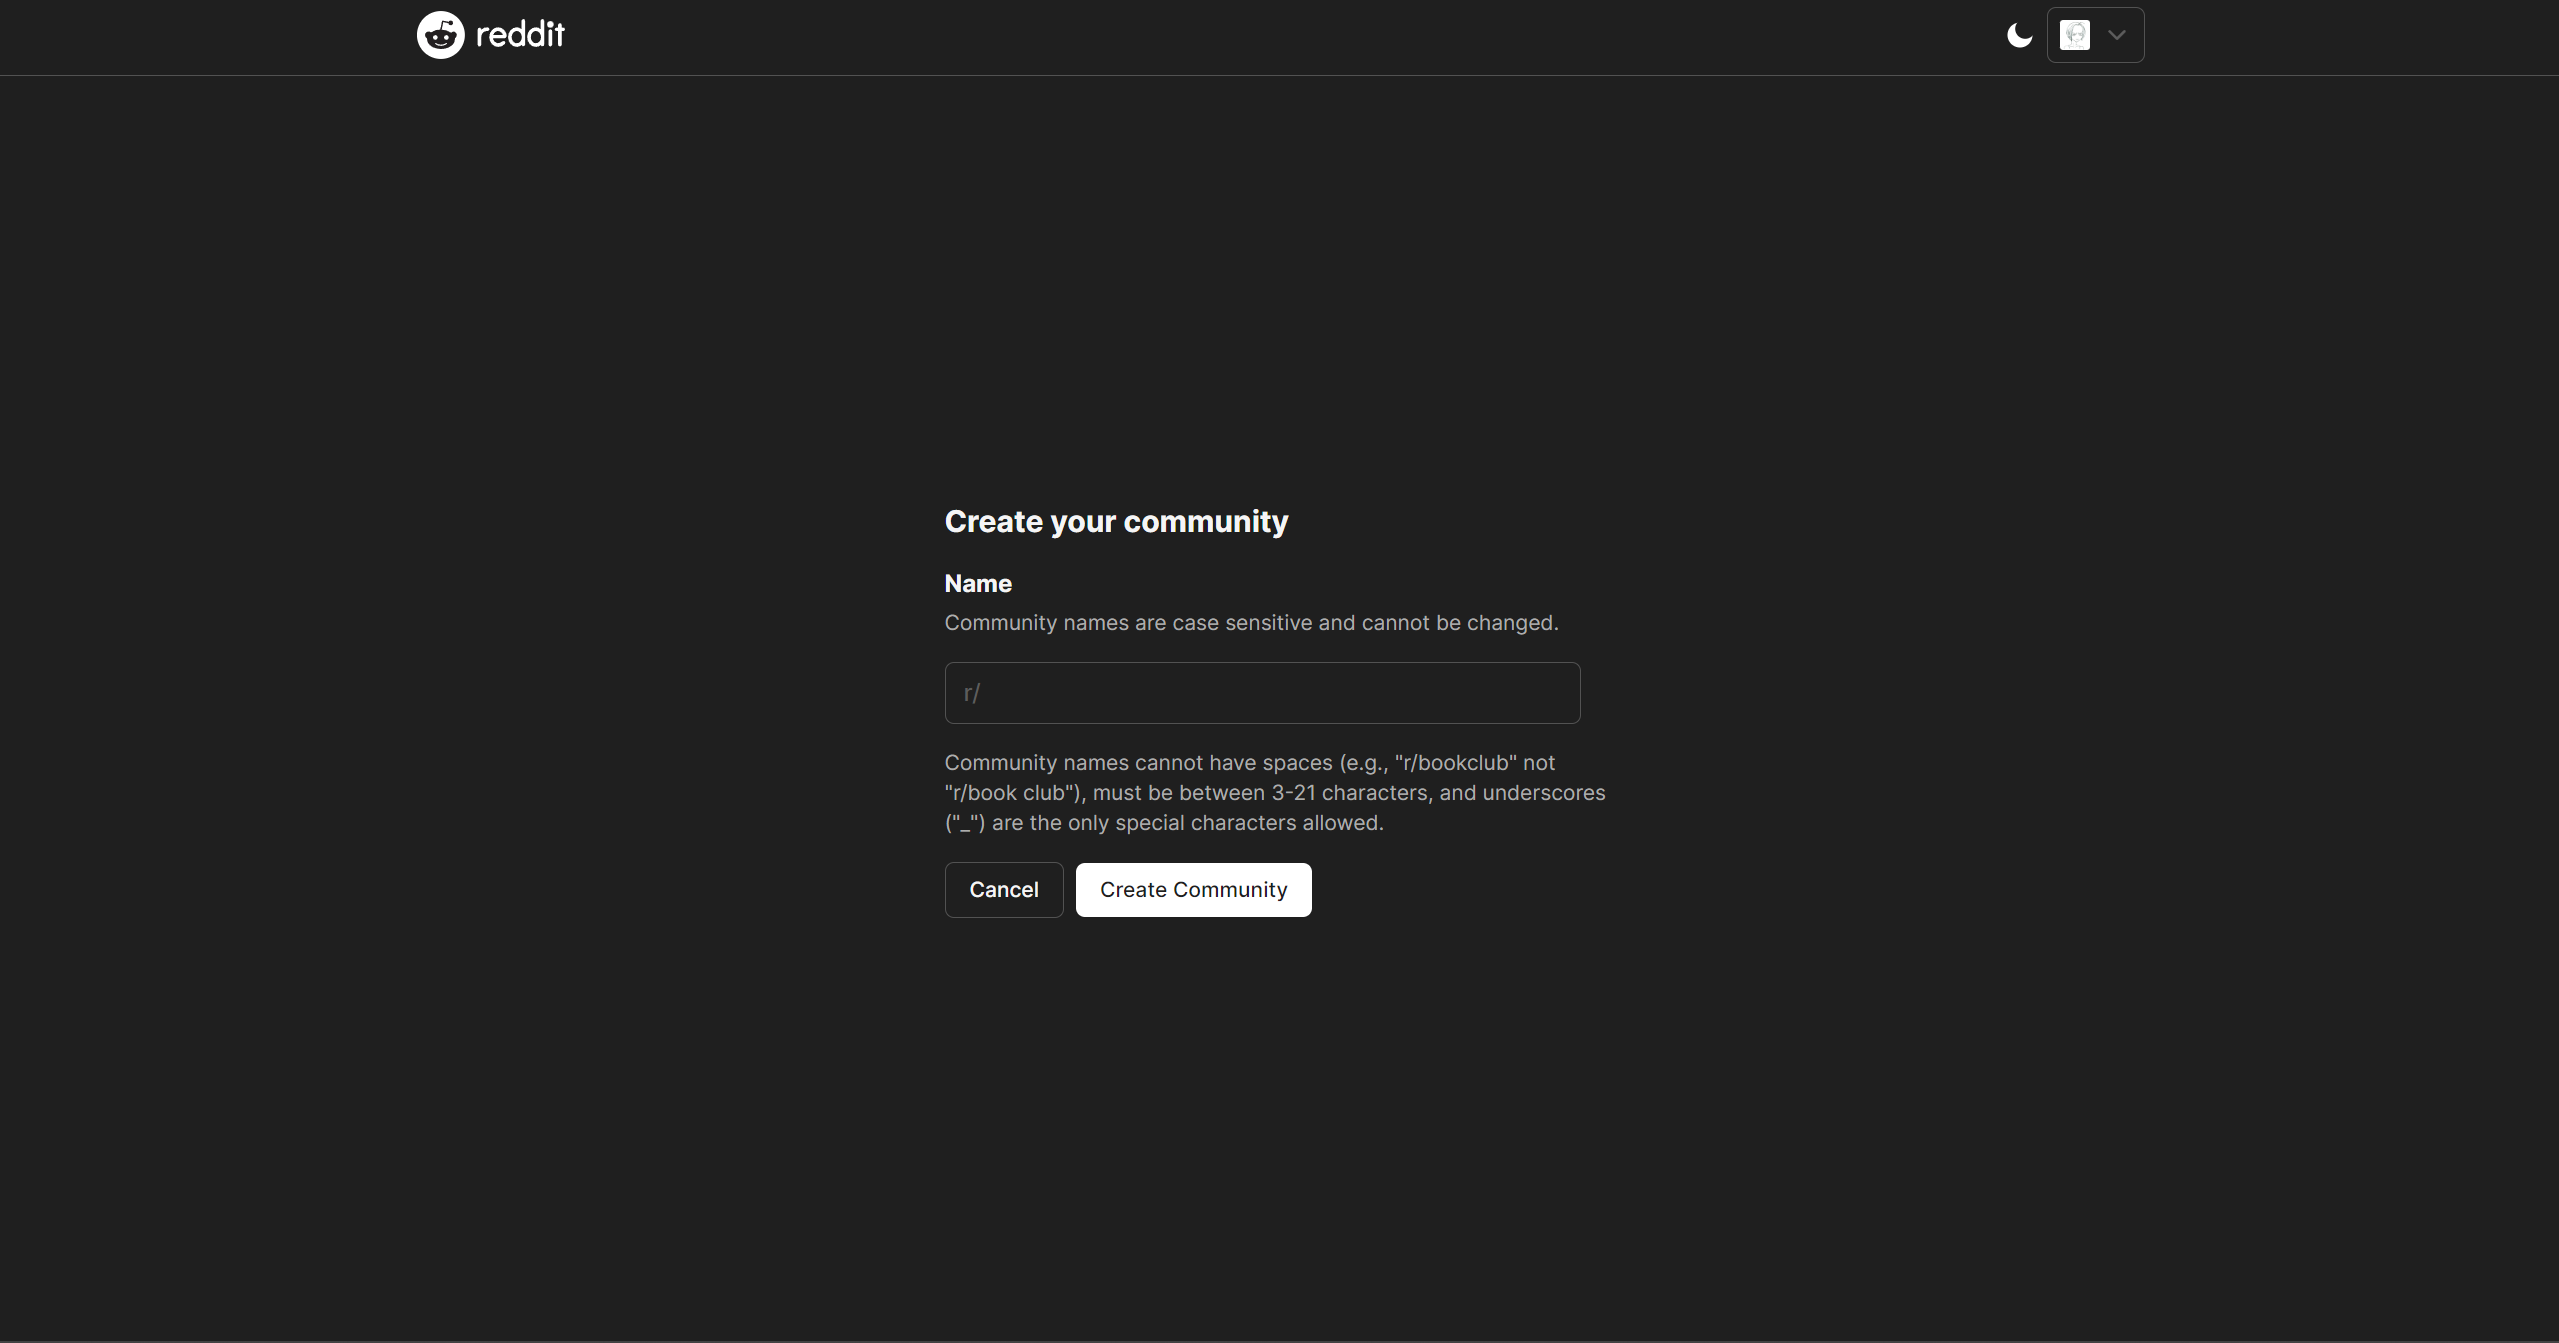 reddit
Create your community
Name
Community names are case sensitive and cannot be changed.
r/
Community names cannot have spaces (e.g., "r/bookclub" not
"r/book club"), must be between 3-21 characters, and underscores
("_") are the only special characters allowed.
Cancel
Create Community